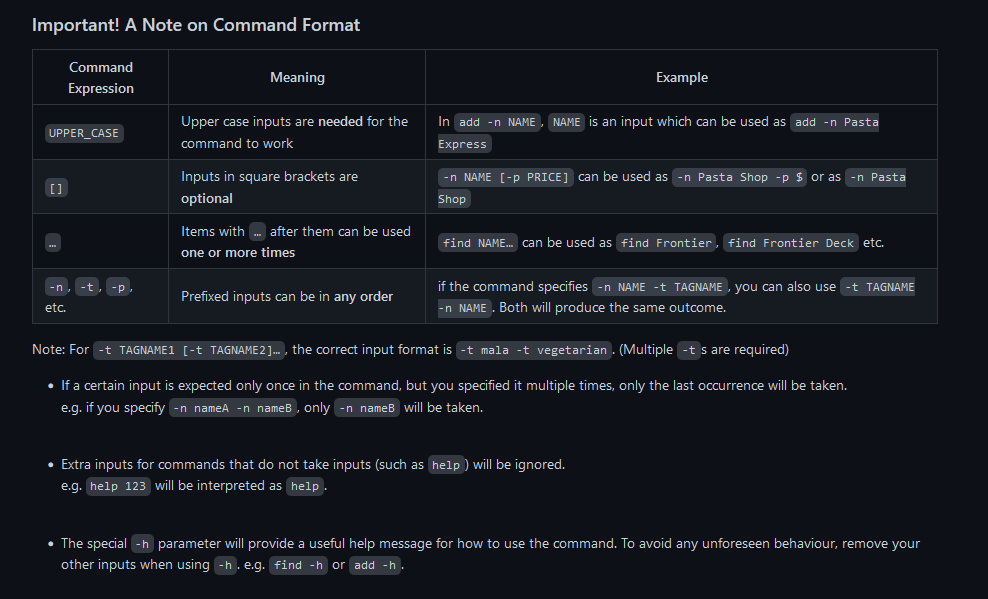 Important! A Note on Command Format
Command
Expression
Meaning
Example
UPPER_CASE
Upper case inputs are needed for the
command to work
In add -n NAME, NAME is an input which can be used as add -n Pasta
Express
[]
Inputs in square brackets are
optional
-n NAME [-p PRICE] can be used as -n Pasta Shop -p $ or as -n Pasta
Shop
…
Items with … after them can be used
one or more times
find NAME… can be used as find Frontier, find Frontier Deck etc.
-n, -t, -p,
etc.
Prefixed inputs can be in any order
if the command specifies -n NAME -t TAGNAME, you can also use -t TAGNAME
-n NAME. Both will produce the same outcome.
Note: For -t TAGNAME1 [-t TAGNAME2]…, the correct input format is -t mala -t vegetarian. (Multiple -ts are required)
• If a certain input is expected only once in the command, but you specified it multiple times, only the last occurrence will be taken.
e.g. if you specify -n nameA -n nameB, only -n nameB will be taken.
• Extra inputs for commands that do not take inputs (such as help) will be ignored.
e.g. help 123 will be interpreted as help.
• The special -h parameter will provide a useful help message for how to use the command. To avoid any unforeseen behaviour, remove your
other inputs when using -h. e.g. find -h or add -h.